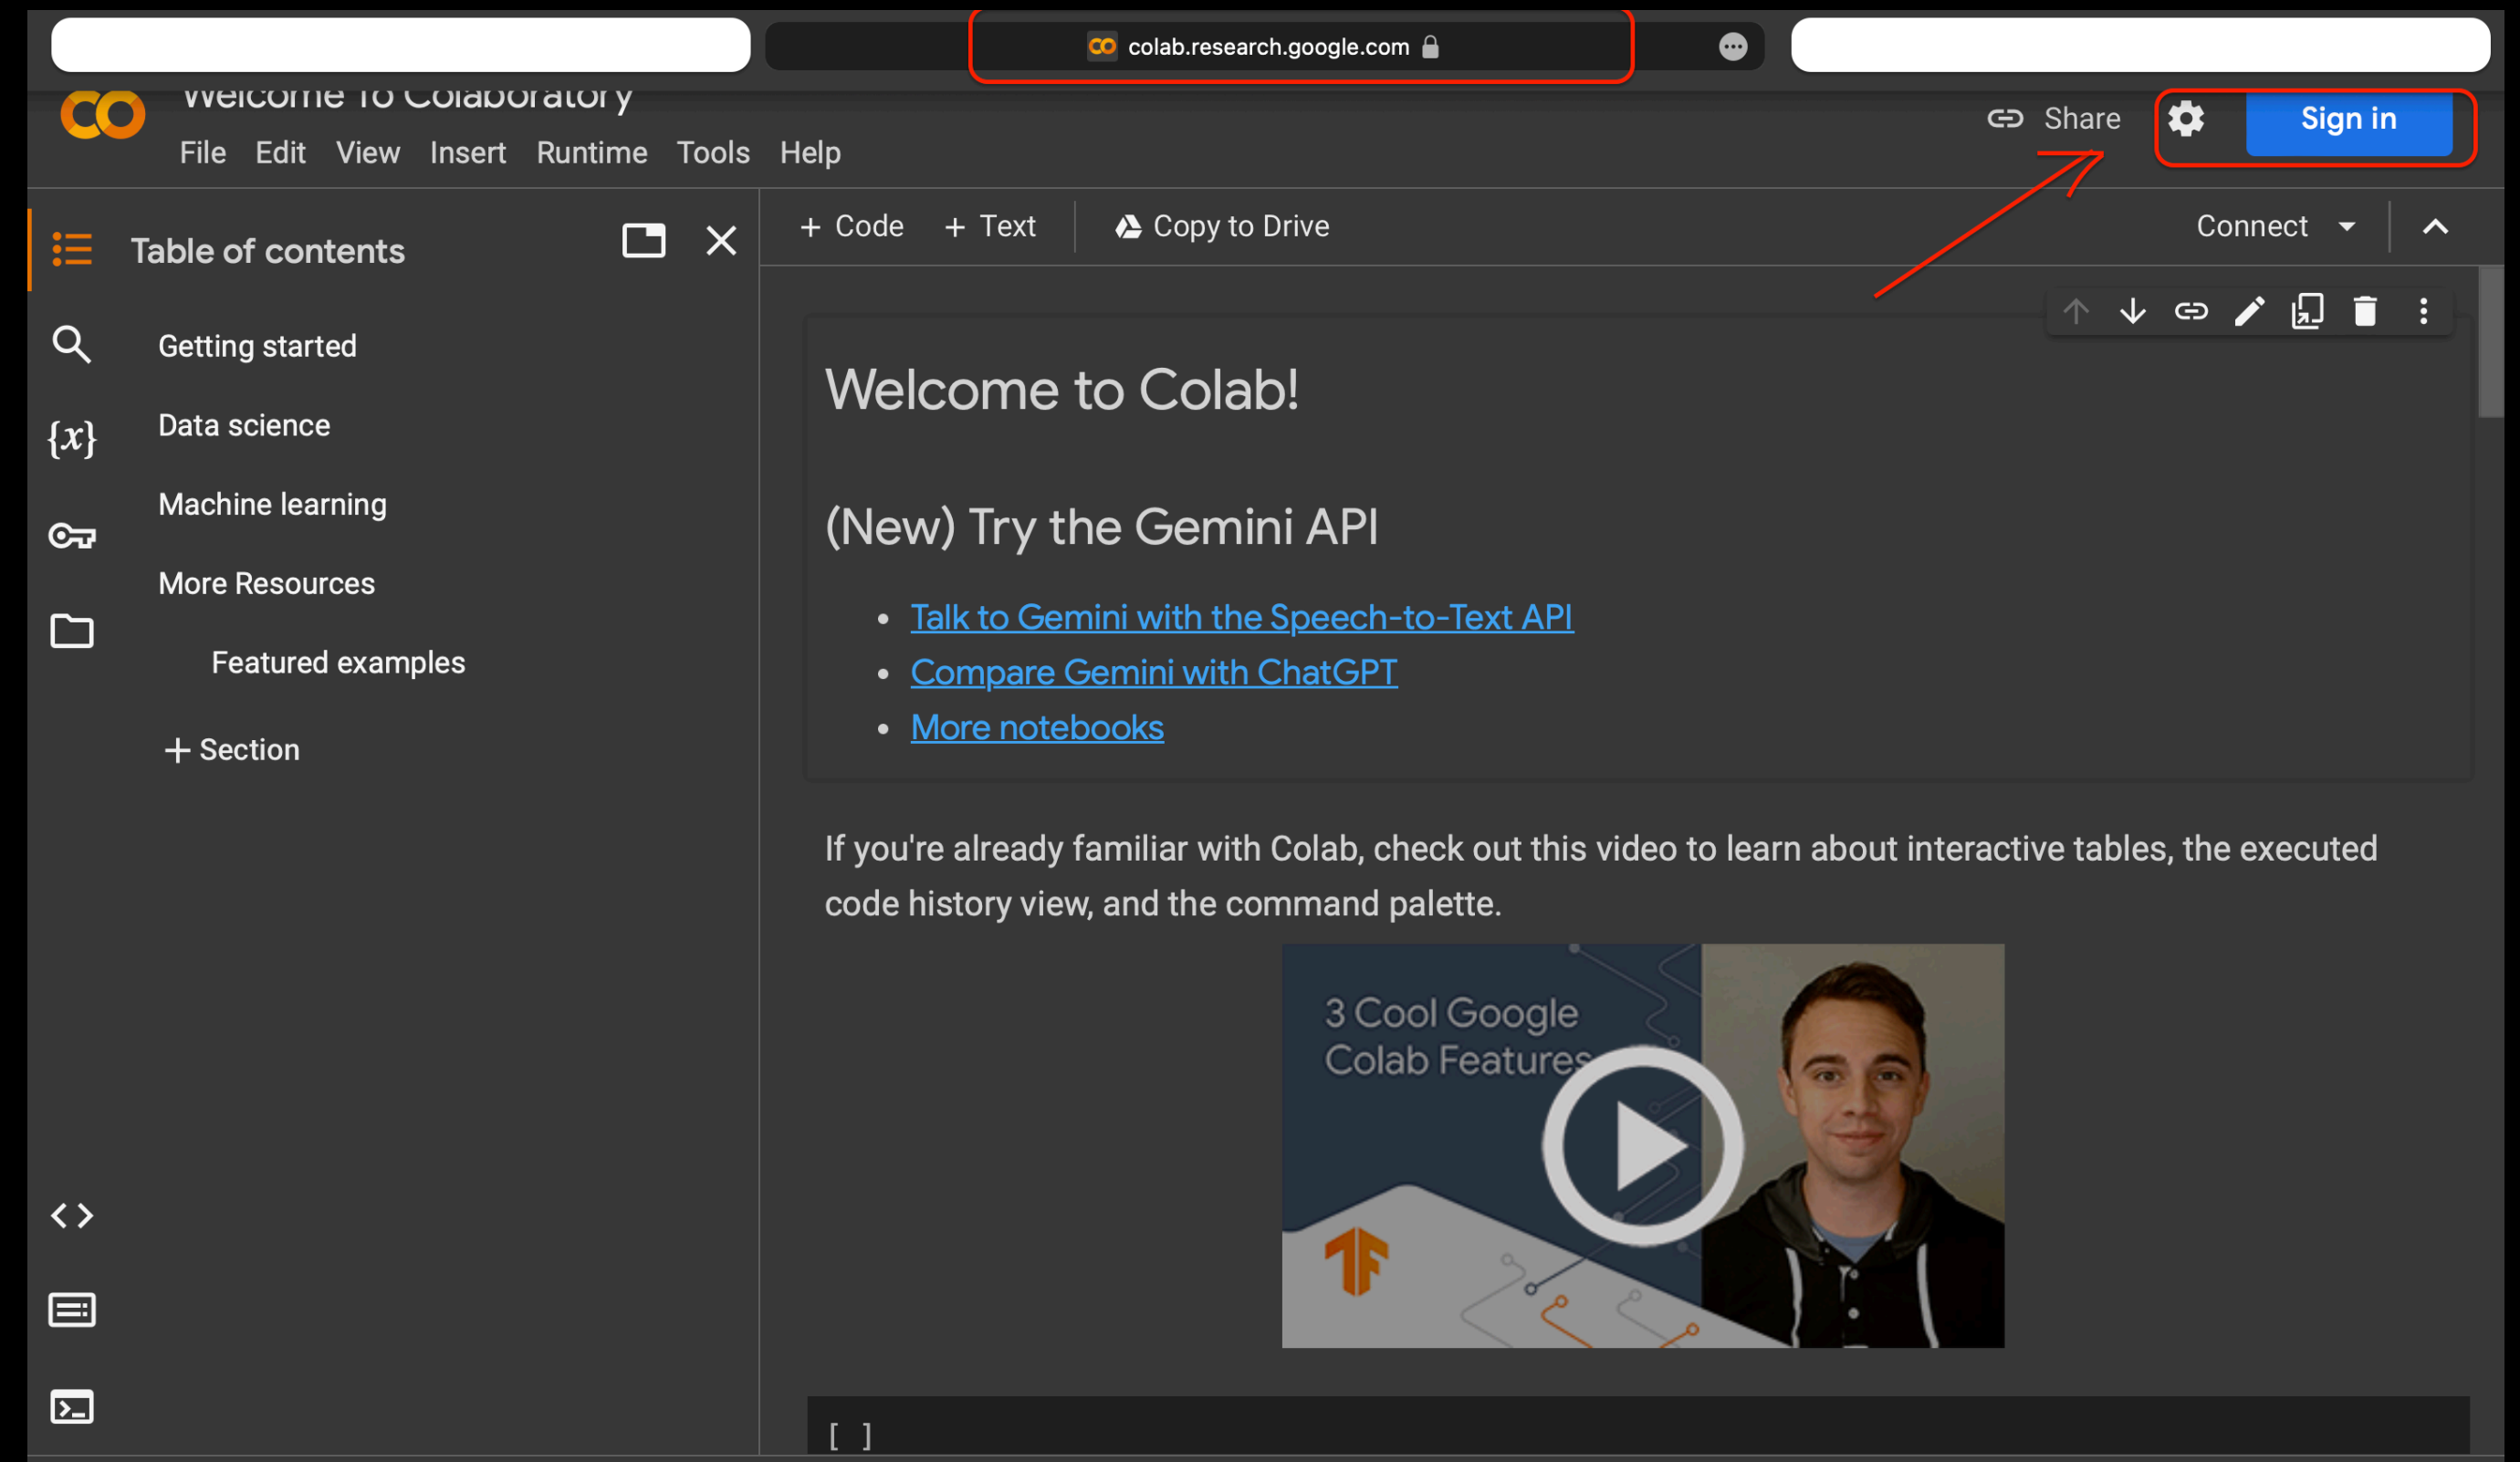 colab.research.google.com
Welcome To Colaboratory
Share
Sign in
File Edit View Insert Runtime Tools Help
Table of contents
Getting started
Data science
Machine learning
More Resources
Featured examples
+ Section
+ Code + Text Copy to Drive
Connect
Welcome to Colab!
(New) Try the Gemini API
• Talk to Gemini with the Speech-to-Text API
• Compare Gemini with ChatGPT
• More notebooks
If you're already familiar with Colab, check out this video to learn about interactive tables, the executed
code history view, and the command palette.
3 Cool Google
Colab Features
[ ]
{x}